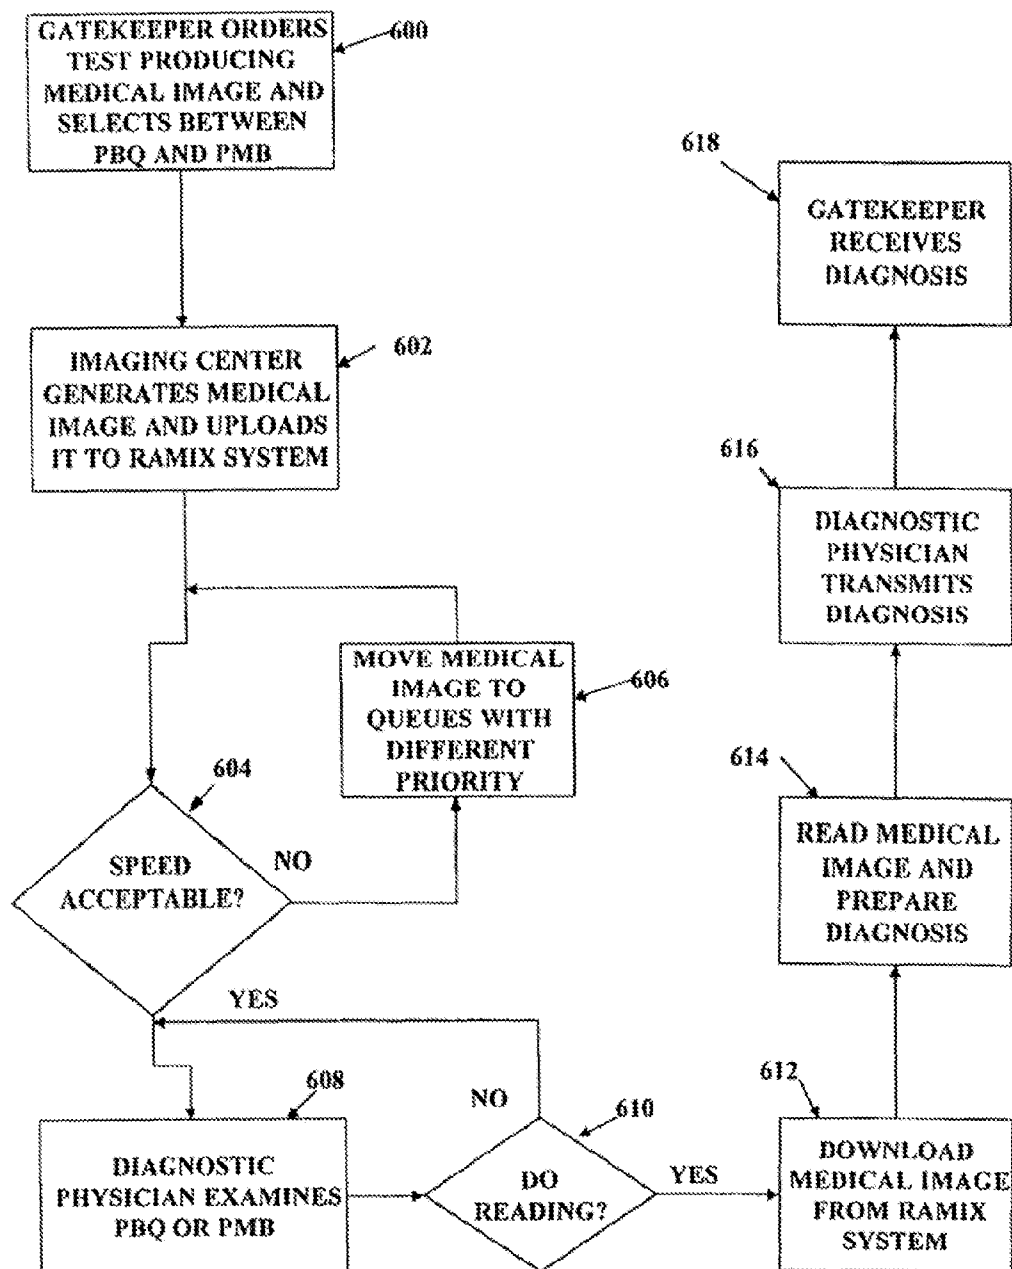 GATEKEEPER ORDERS
TEST PRODUCING
MEDICAL IMAGE AND
SELECTS BETWEEN
PBQ AND PMB
600
IMAGING CENTER
GENERATES MEDICAL
IMAGE AND UPLOADS
IT TO RAMIX SYSTEM
602
MOVE MEDICAL
IMAGE TO
QUEUES WITH
DIFFERENT
PRIORITY
606
604
SPEED
ACCEPTABLE?
NO
YES
608
DIAGNOSTIC
PHYSICIAN EXAMINES
PBQ OR PMB
NO
610
DO
READING?
YES
612
DOWNLOAD
MEDICAL IMAGE
FROM RAMIX
SYSTEM
614
READ MEDICAL
IMAGE AND
PREPARE
DIAGNOSIS
616
DIAGNOSTIC
PHYSICIAN
TRANSMITS
DIAGNOSIS
618
GATEKEEPER
RECEIVES
DIAGNOSIS